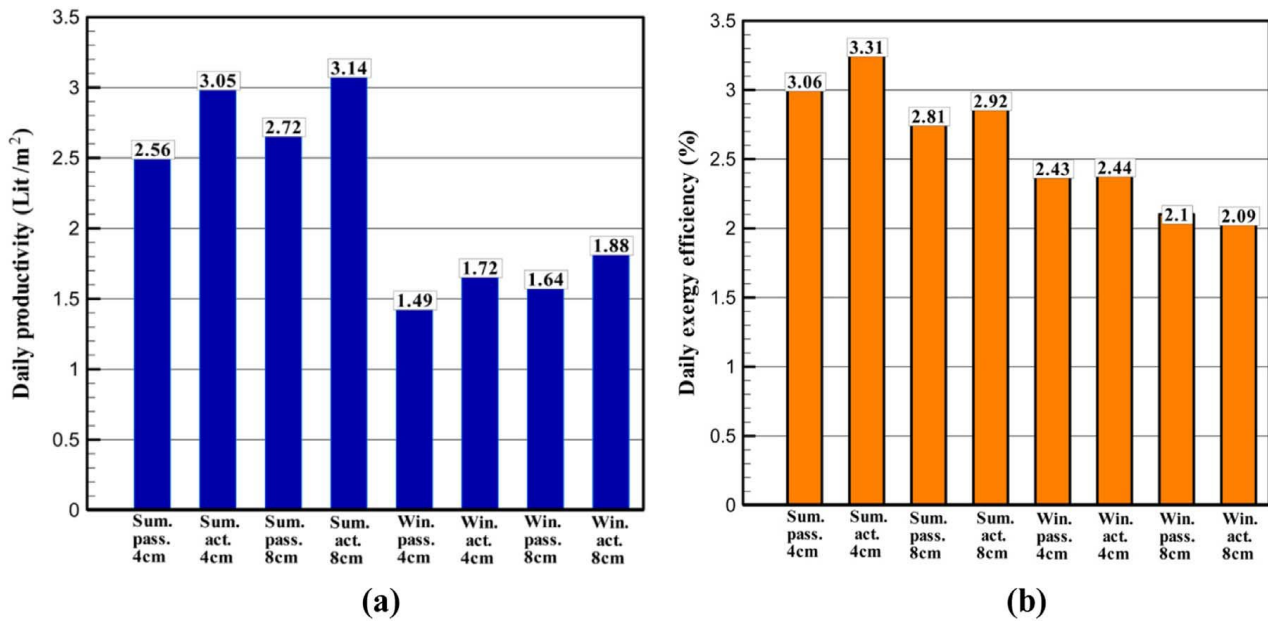 Daily productivity (Lit /m²)
3.5
3
2.5
2
1.5
1
0.5
0
2.56
3.05
2.72
3.14
1.49
1.72
1.64
1.88
Sum. pass. 4cm
Sum. act. 4cm
Sum. pass. 8cm
Sum. act. 8cm
Win. pass. 4cm
Win. act. 4cm
Win. pass. 8cm
Win. act. 8cm
(a)
Daily exergy efficiency (%)
3.5
3
2.5
2
1.5
1
0.5
0
3.06
3.31
2.81
2.92
2.43
2.44
2.1
2.09
Sum. pass. 4cm
Sum. act. 4cm
Sum. pass. 8cm
Sum. act. 8cm
Win. pass. 4cm
Win. act. 4cm
Win. pass. 8cm
Win. act. 8cm
(b)